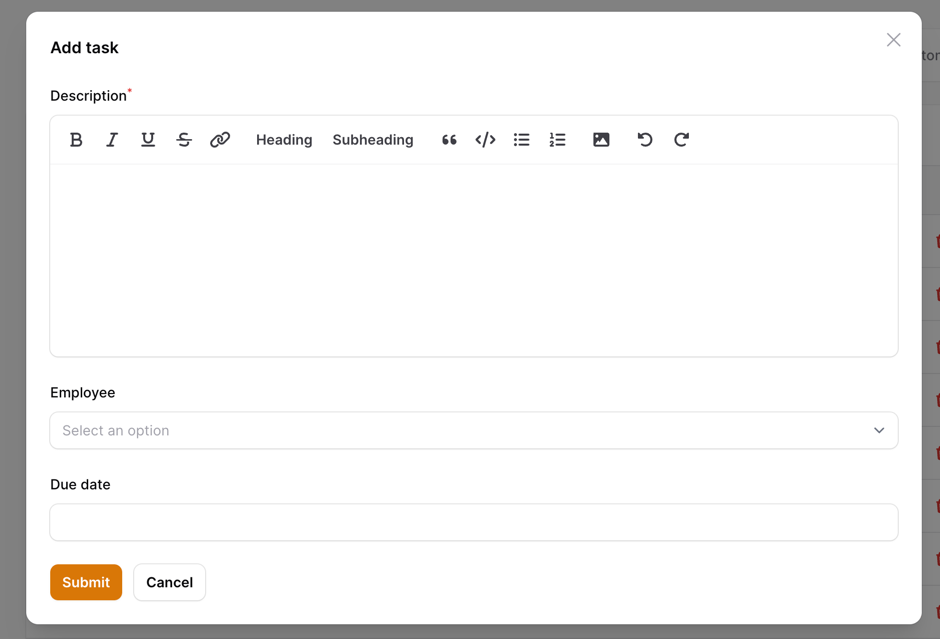 Add task
Description*
Heading Subheading
Employee
Select an option
Due date
Submit Cancel